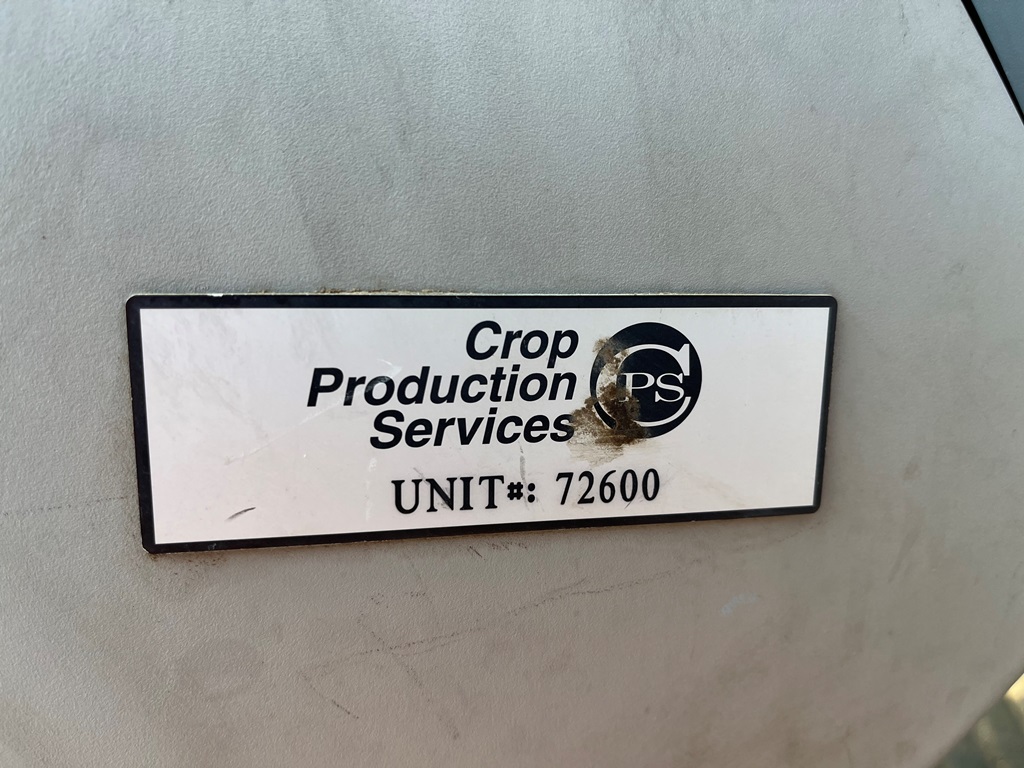 Crop
Production
Services
CPS
UNIT#: 72600